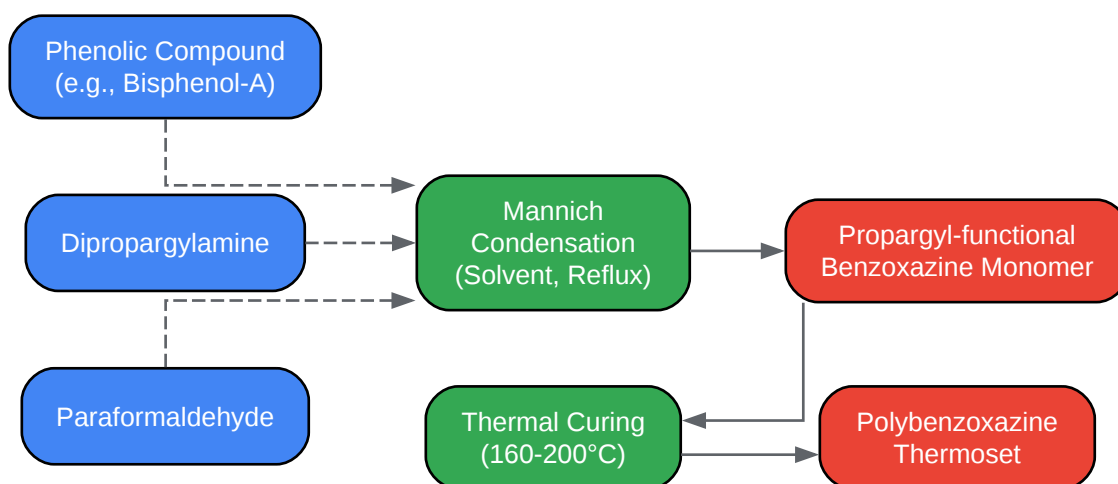 Phenolic Compound
(e.g., Bisphenol-A)
Dipropargylamine
Paraformaldehyde
Mannich
Condensation
(Solvent, Reflux)
Propargyl-functional
Benzoxazine Monomer
Thermal Curing
(160-200°C)
Polybenzoxazine
Thermoset